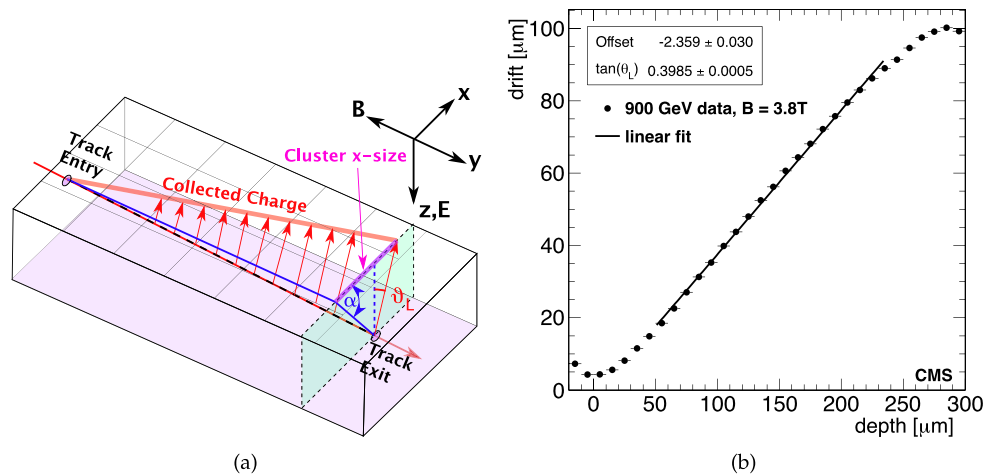 Track
Entry
Collected Charge
Cluster x-size
B
x
y
z,E
α
ϑL
Track
Exit
(a)
drift [μm]
100
80
60
40
20
0
Offset -2.359 ± 0.030
tan(θL) 0.3985 ± 0.0005
900 GeV data, B = 3.8T
linear fit
CMS
0 50 100 150 200 250 300
depth [μm]
(b)